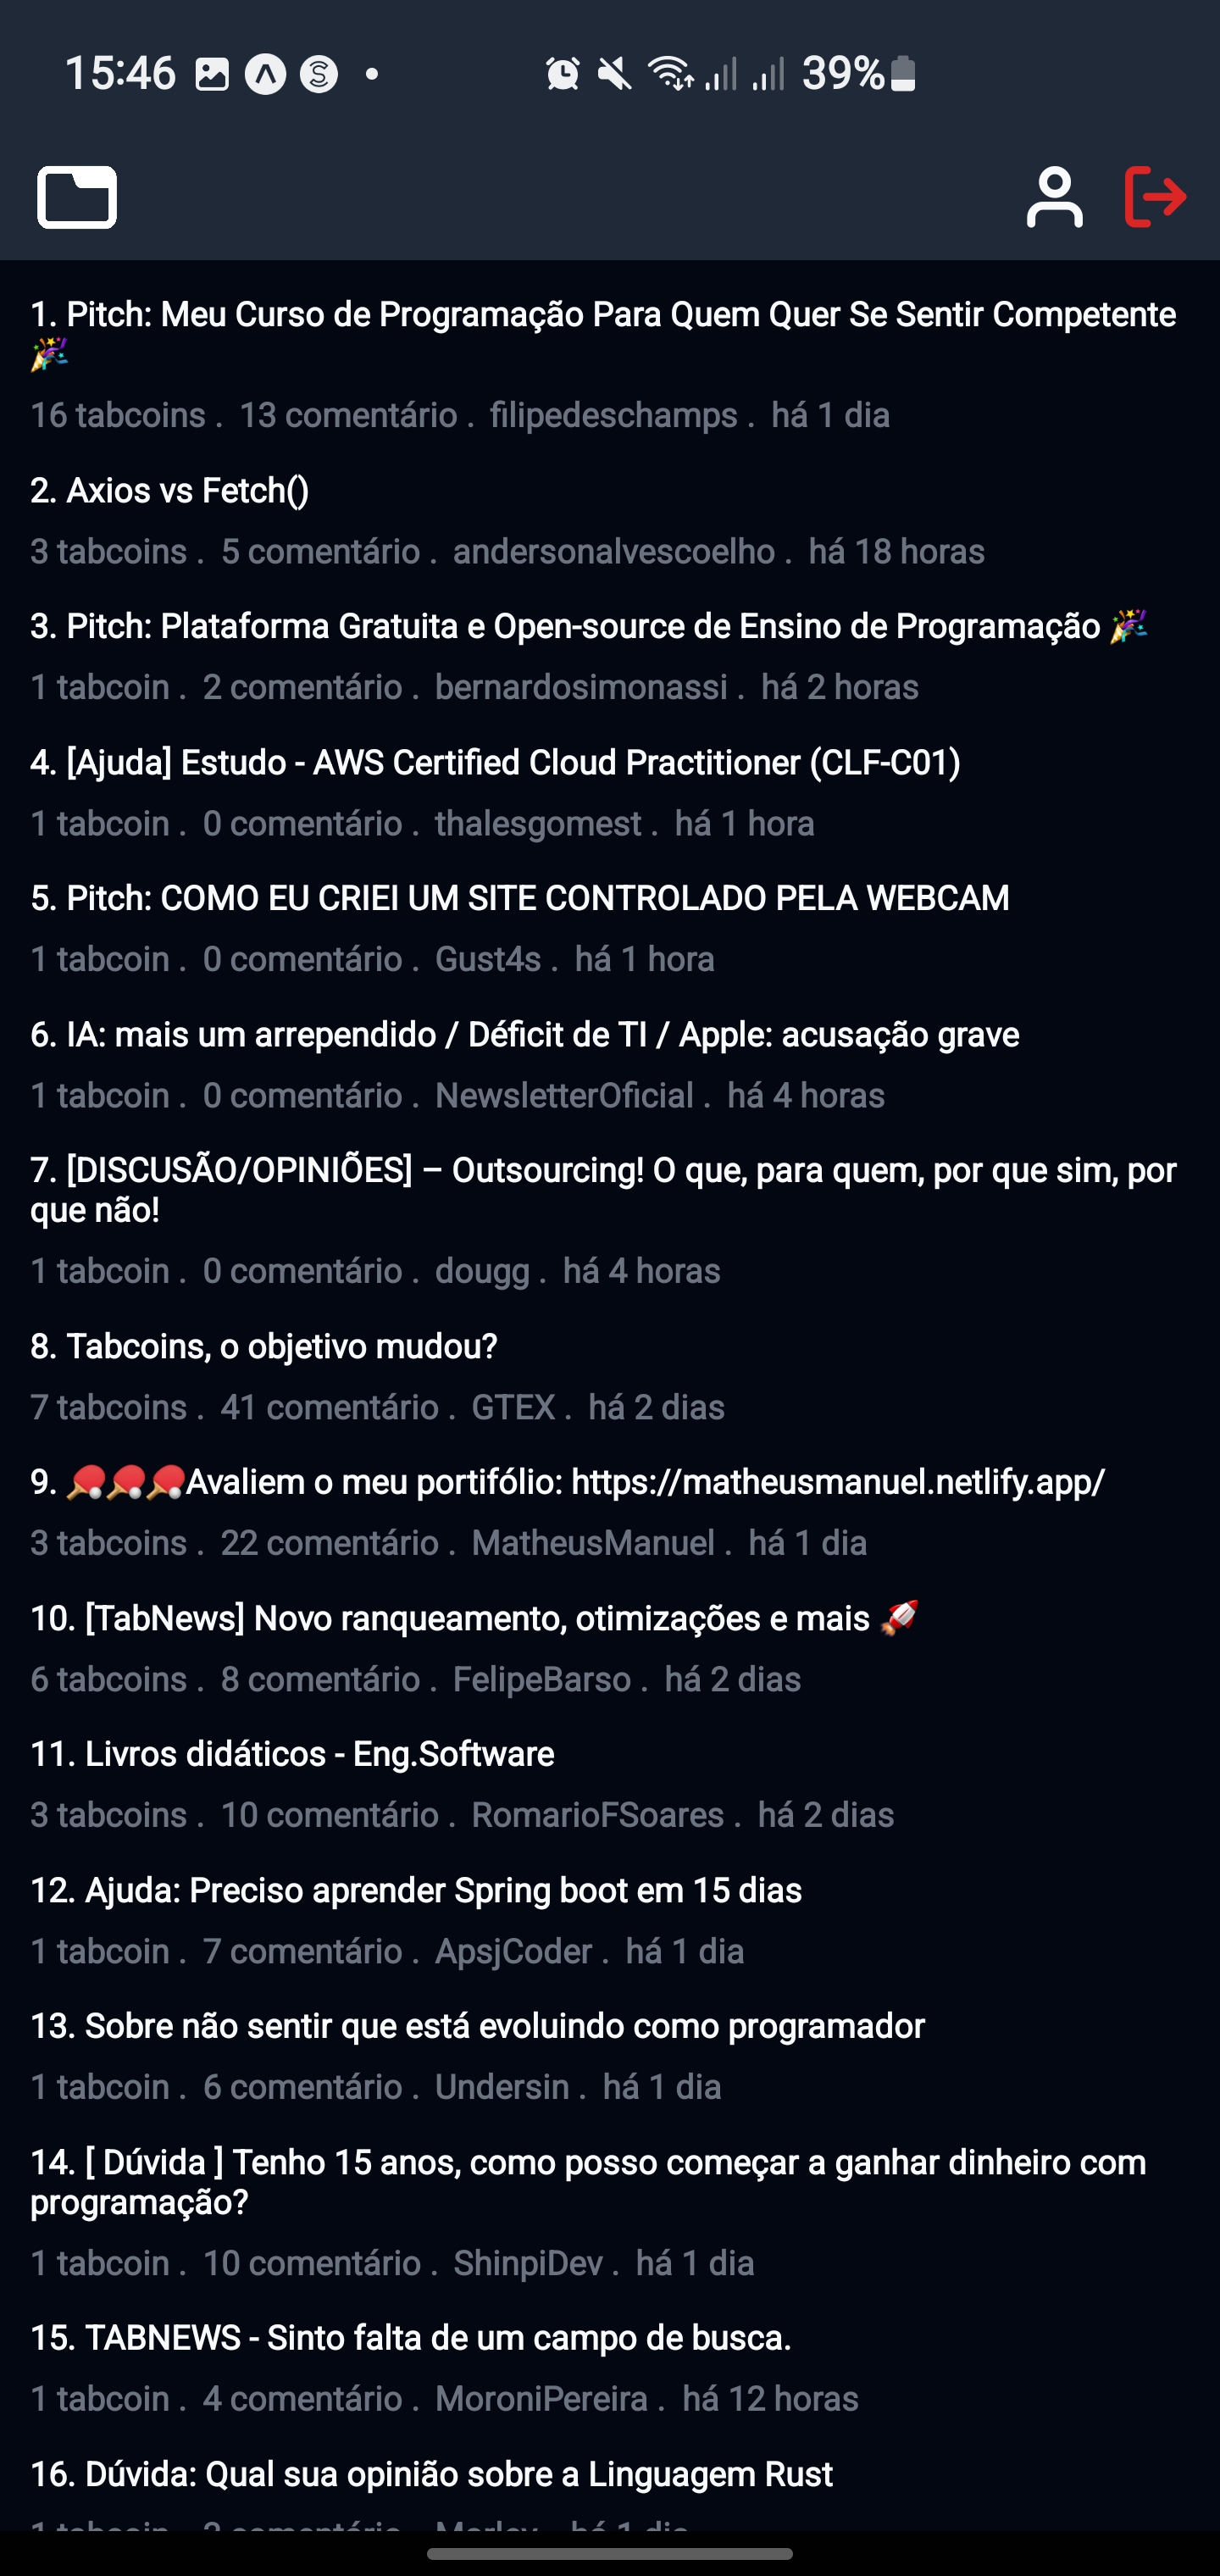 15:46 39%
1. Pitch: Meu Curso de Programação Para Quem Quer Se Sentir Competente
🎉
16 tabcoins . 13 comentário . filipedeschamps . há 1 dia
2. Axios vs Fetch()
3 tabcoins . 5 comentário . andersonalvescoelho . há 18 horas
3. Pitch: Plataforma Gratuita e Open-source de Ensino de Programação 🎉
1 tabcoin . 2 comentário . bernardosimonassi . há 2 horas
4. [Ajuda] Estudo - AWS Certified Cloud Practitioner (CLF-C01)
1 tabcoin . 0 comentário . thalesgomest . há 1 hora
5. Pitch: COMO EU CRIEI UM SITE CONTROLADO PELA WEBCAM
1 tabcoin . 0 comentário . Gust4s . há 1 hora
6. IA: mais um arrependido / Déficit de TI / Apple: acusação grave
1 tabcoin . 0 comentário . NewsletterOficial . há 4 horas
7. [DISCUSÃO/OPINIÕES] – Outsourcing! O que, para quem, por que sim, por
que não!
1 tabcoin . 0 comentário . dougg . há 4 horas
8. Tabcoins, o objetivo mudou?
7 tabcoins . 41 comentário . GTEX . há 2 dias
9. 🏓🏓🏓Avaliem o meu portifólio: https://matheusmanuel.netlify.app/
3 tabcoins . 22 comentário . MatheusManuel . há 1 dia
10. [TabNews] Novo ranqueamento, otimizações e mais 🚀
6 tabcoins . 8 comentário . FelipeBarso . há 2 dias
11. Livros didáticos - Eng.Software
3 tabcoins . 10 comentário . RomarioFSoares . há 2 dias
12. Ajuda: Preciso aprender Spring boot em 15 dias
1 tabcoin . 7 comentário . ApsjCoder . há 1 dia
13. Sobre não sentir que está evoluindo como programador
1 tabcoin . 6 comentário . Undersin . há 1 dia
14. [ Dúvida ] Tenho 15 anos, como posso começar a ganhar dinheiro com
programação?
1 tabcoin . 10 comentário . ShinpiDev . há 1 dia
15. TABNEWS - Sinto falta de um campo de busca.
1 tabcoin . 4 comentário . MoroniPereira . há 12 horas
16. Dúvida: Qual sua opinião sobre a Linguagem Rust